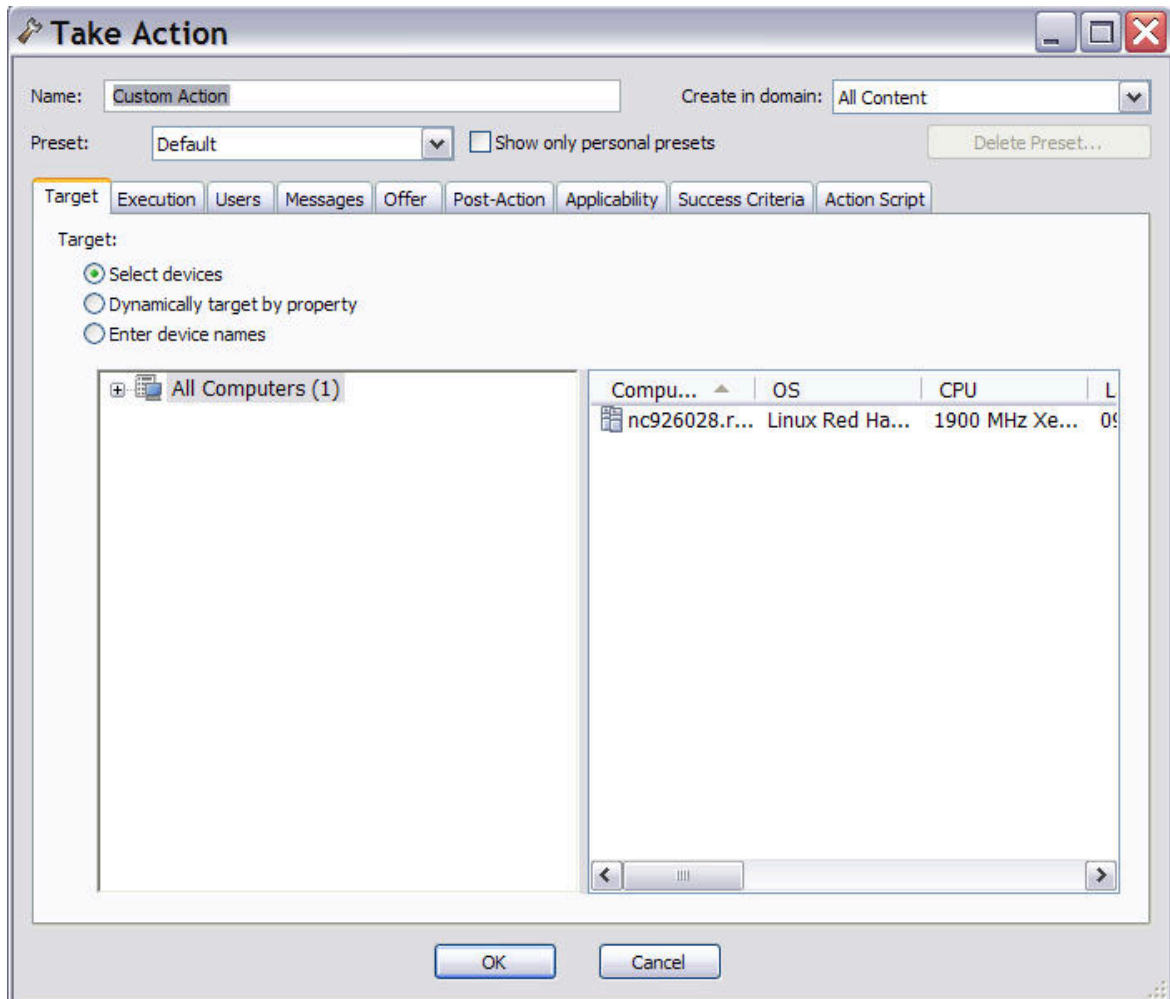 Take Action
Name: Custom Action Create in domain: All Content
Preset: Default Show only personal presets Delete Preset...
Target Execution Users Messages Offer Post-Action Applicability Success Criteria Action Script
Target:
Select devices
Dynamically target by property
Enter device names
All Computers (1)
Compu... OS CPU L
nc926028.r... Linux Red Ha... 1900 MHz Xe... 09
OK Cancel